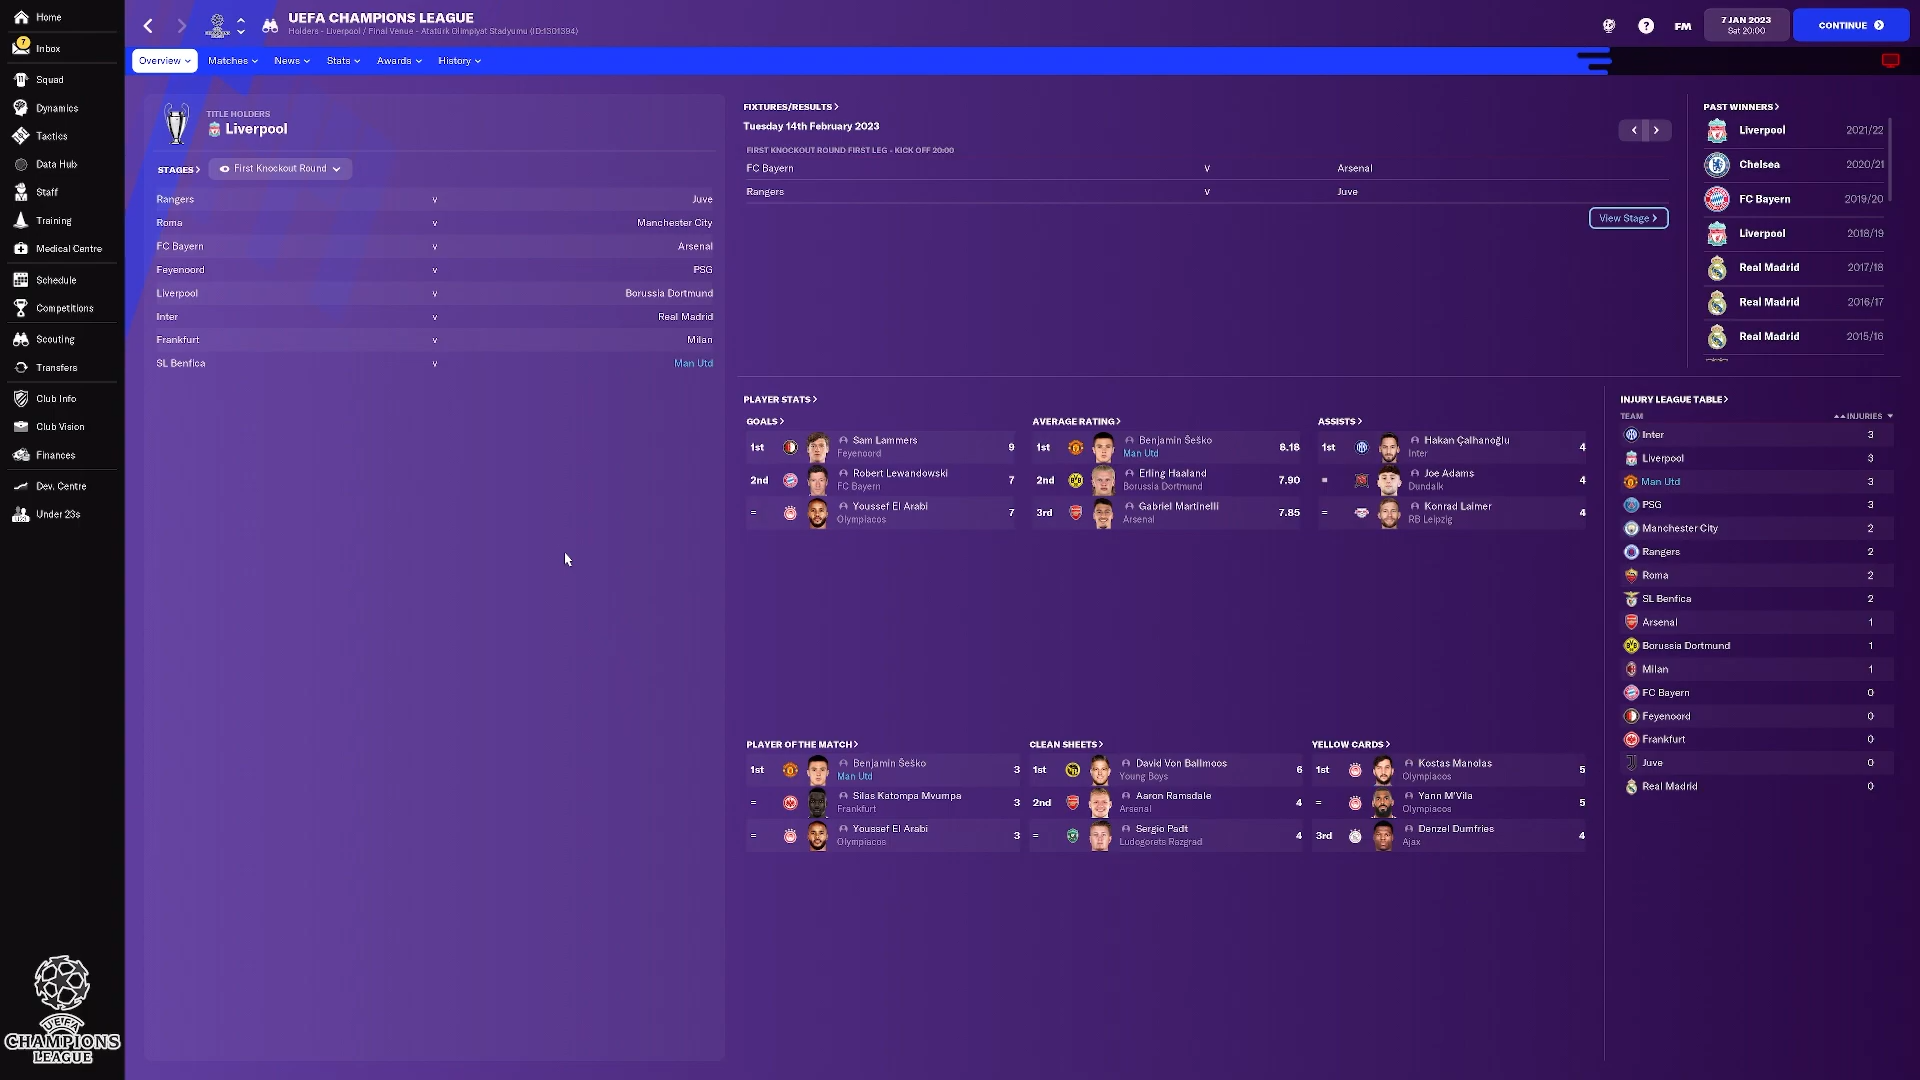 Home
7
Inbox
Squad
Dynamics
Tactics
Data Hub
Staff
Training
Medical Centre
Schedule
Competitions
Scouting
Transfers
Club Info
Club Vision
Finances
Dev. Centre
Under 23s
UEFA
CHAMPIONS
LEAGUE
UEFA CHAMPIONS LEAGUE
Holders - Liverpool / Final Venue - Atatürk Olimpiyat Stadyumu (ID:1301394)
FM
7 JAN 2023
Sat 20:00
CONTINUE
Overview Matches News Stats Awards History
TITLE HOLDERS
Liverpool
STAGES First Knockout Round
Rangers v Juve
Roma v Manchester City
FC Bayern v Arsenal
Feyenoord v PSG
Liverpool v Borussia Dortmund
Inter v Real Madrid
Frankfurt v Milan
SL Benfica v Man Utd
FIXTURES/RESULTS
Tuesday 14th February 2023
FIRST KNOCKOUT ROUND FIRST LEG - KICK OFF 20:00
FC Bayern v Arsenal
Rangers v Juve
View Stage
PAST WINNERS
Liverpool 2021/22
Chelsea 2020/21
FC Bayern 2019/20
Liverpool 2018/19
Real Madrid 2017/18
Real Madrid 2016/17
Real Madrid 2015/16
PLAYER STATS
GOALS
1st Sam Lammers 9
Feyenoord
2nd Robert Lewandowski 7
FC Bayern
= Youssef El Arabi 7
Olympiacos
AVERAGE RATING
1st Benjamin Šeško 8.18
Man Utd
2nd Erling Haaland 7.90
Borussia Dortmund
3rd Gabriel Martinelli 7.85
Arsenal
ASSISTS
1st Hakan Çalhanoğlu 4
Inter
= Joe Adams 4
Dundalk
= Konrad Laimer 4
RB Leipzig
PLAYER OF THE MATCH
1st Benjamin Šeško 3
Man Utd
= Silas Katompa Mvumpa 3
Frankfurt
= Youssef El Arabi 3
Olympiacos
CLEAN SHEETS
1st David Von Ballmoos 6
Young Boys
2nd Aaron Ramsdale 4
Arsenal
= Sergio Padt 4
Ludogorets Razgrad
YELLOW CARDS
1st Kostas Manolas 5
Olympiacos
= Yann M'Vila 5
Olympiacos
3rd Denzel Dumfries 4
Ajax
INJURY LEAGUE TABLE
TEAM INJURIES
Inter 3
Liverpool 3
Man Utd 3
PSG 3
Manchester City 2
Rangers 2
Roma 2
SL Benfica 2
Arsenal 1
Borussia Dortmund 1
Milan 1
FC Bayern 0
Feyenoord 0
Frankfurt 0
Juve 0
Real Madrid 0